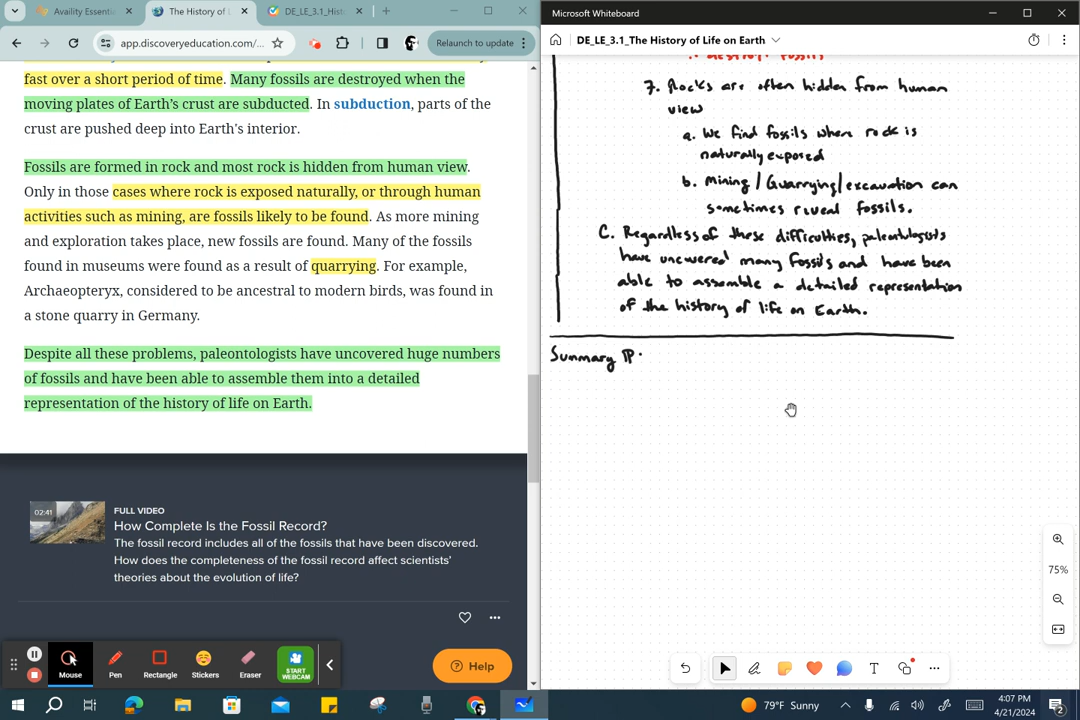 Availity Essenti
The History of L
DE_LE_3.1_Hist
app.discoveryeducation.com/...
Relaunch to update
fast over a short period of time. Many fossils are destroyed when the
moving plates of Earth's crust are subducted. In subduction, parts of the
crust are pushed deep into Earth's interior.
Fossils are formed in rock and most rock is hidden from human view.
Only in those cases where rock is exposed naturally, or through human
activities such as mining, are fossils likely to be found. As more mining
and exploration takes place, new fossils are found. Many of the fossils
found in museums were found as a result of quarrying. For example,
Archaeopteryx, considered to be ancestral to modern birds, was found in
a stone quarry in Germany.
Despite all these problems, paleontologists have uncovered huge numbers
of fossils and have been able to assemble them into a detailed
representation of the history of life on Earth.
02:41
FULL VIDEO
How Complete Is the Fossil Record?
The fossil record includes all of the fossils that have been discovered.
How does the completeness of the fossil record affect scientists'
theories about the evolution of life?
Mouse
Pen
Rectangle
Stickers
Eraser
START
WEBCAM
Help
Microsoft Whiteboard
DE_LE_3.1_The History of Life on Earth
destroy fossils
7. Rocks are often hidden from human
view
a. We find fossils where rock is
naturally exposed
b. Mining/Quarrying/excavation can
sometimes reveal fossils.
C. Regardless of these difficulties, paleontologists
have uncovered many fossils and have been
able to assemble a detailed representation
of the history of life on Earth.
Summary
75%
79°F Sunny
4:07 PM
4/21/2024
2